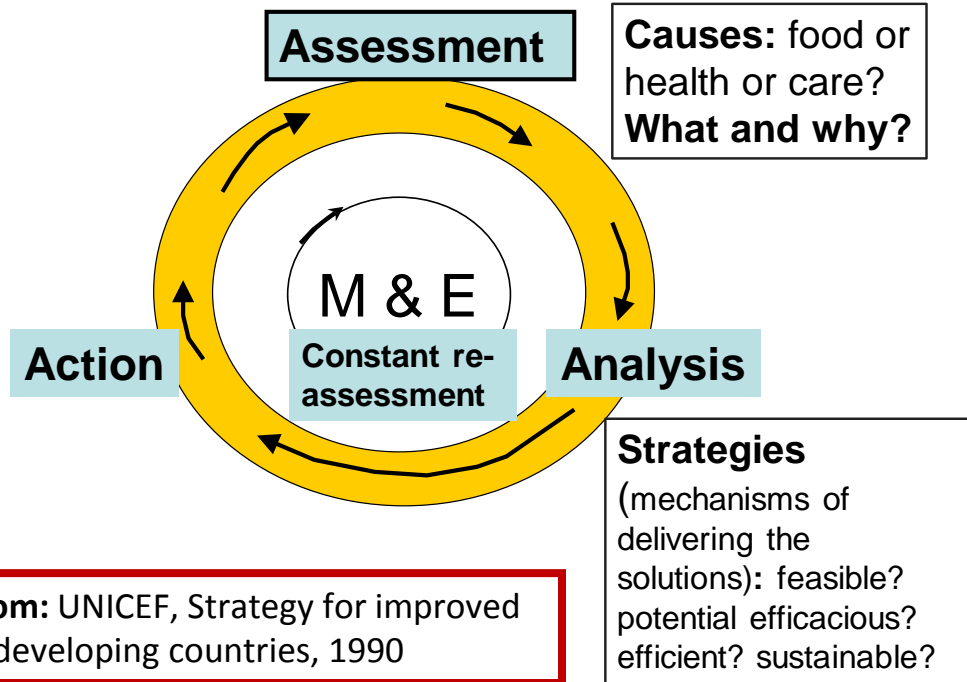 Assessment
Causes: food or
health or care?
What and why?
M & E
Constant re-
assessment
Action
Analysis
Strategies
(mechanisms of
delivering the
solutions): feasible?
potential efficacious?
efficient? sustainable?
UNICEF, Strategy for improved
developing countries, 1990